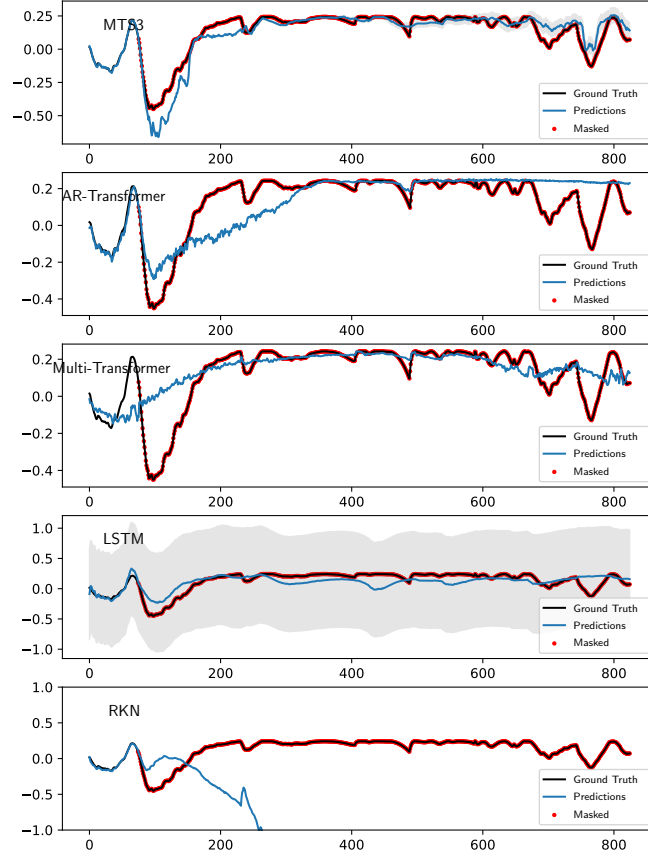 0.25
MTS3
0.00
−0.25
Ground Truth
Predictions
−0.50
Masked
0 200 400 600 800
0.2
AR-Transformer
0.0
−0.2
Ground Truth
Predictions
−0.4
Masked
0 200 400 600 800
0.2
Multi-Transformer
0.0
−0.2
Ground Truth
Predictions
−0.4
Masked
0 200 400 600 800
1.0
LSTM
0.5
0.0
Ground Truth
−0.5
Predictions
Masked
−1.0
0 200 400 600 800
1.0
RKN
0.5
0.0
Ground Truth
−0.5
Predictions
Masked
−1.0
0 200 400 600 800